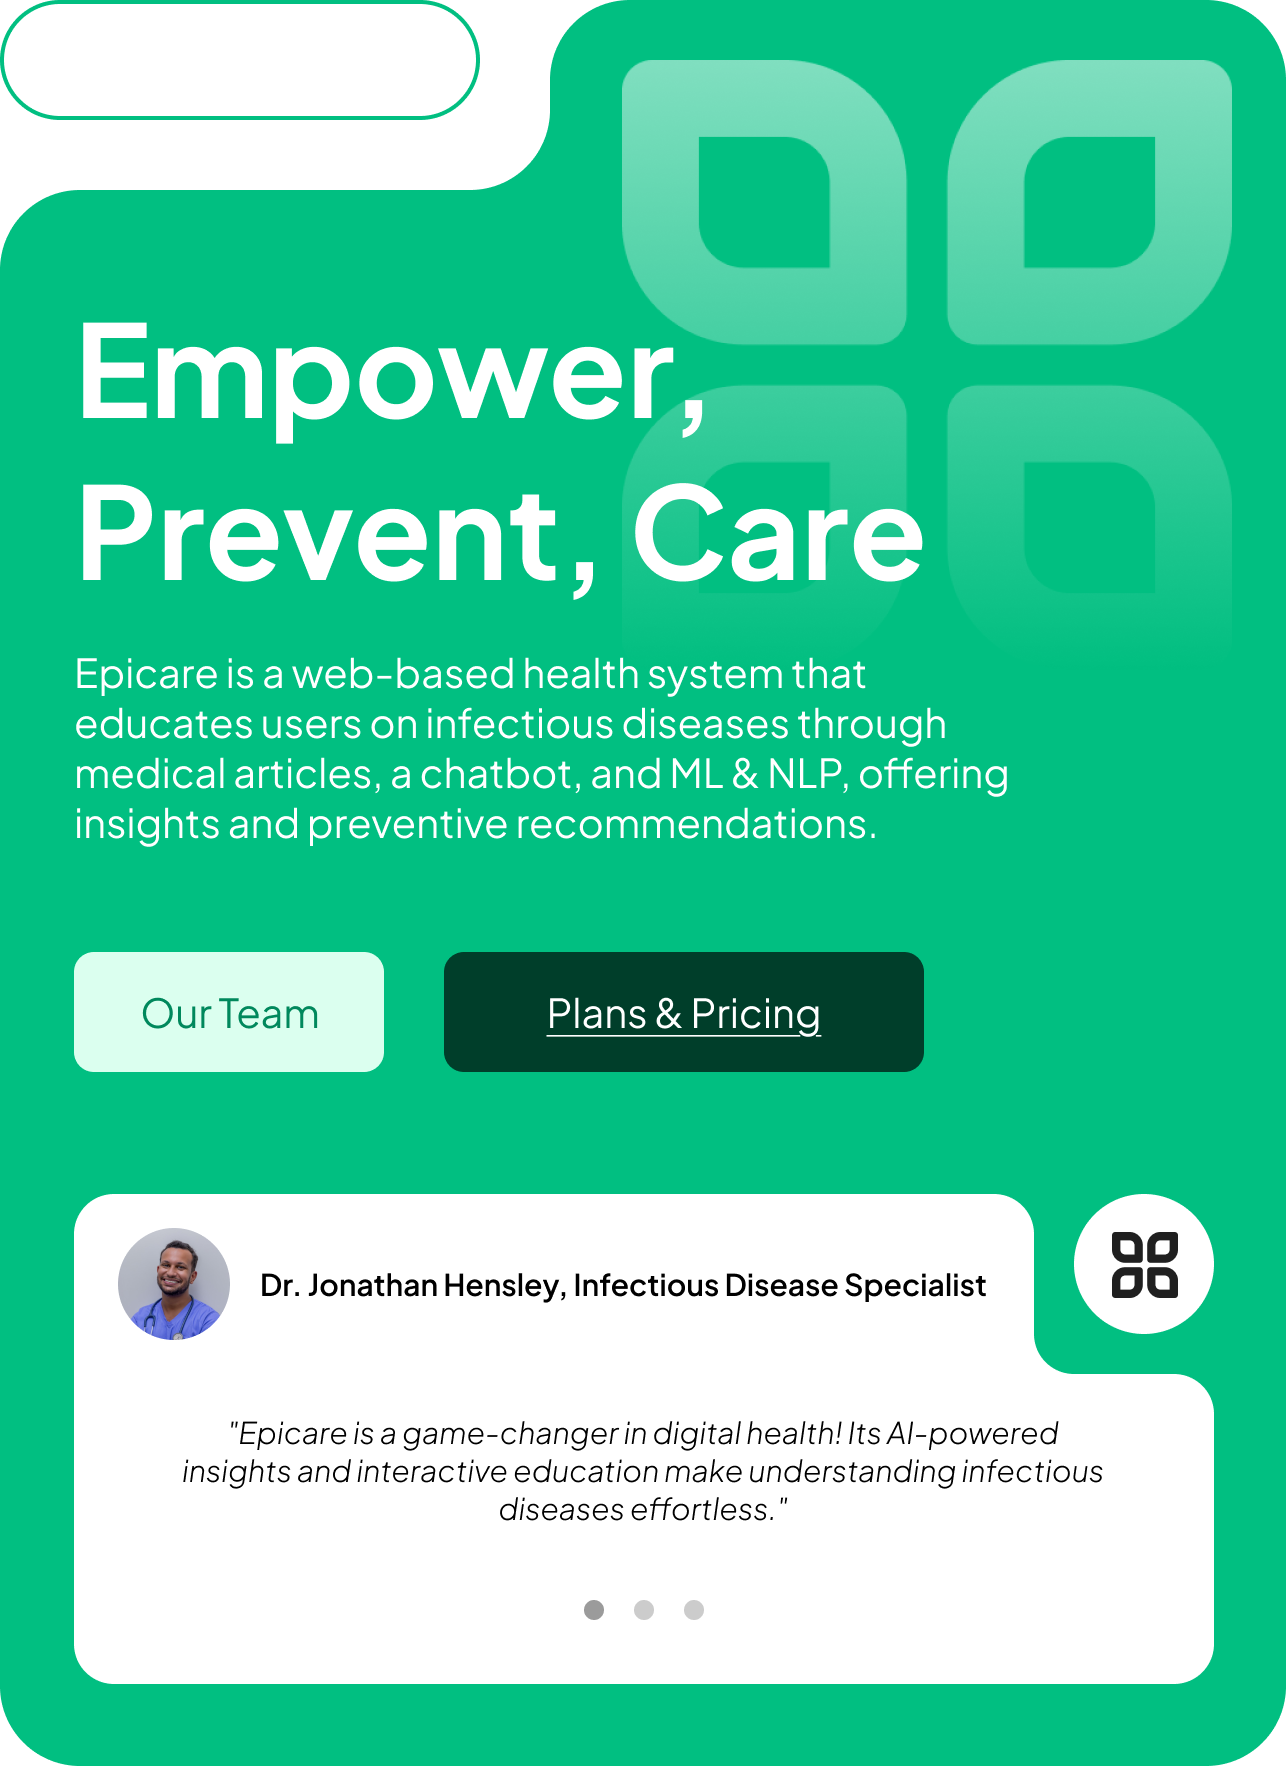 Empower,
Prevent, Care
Epicare is a web-based health system that
educates users on infectious diseases through
medical articles, a chatbot, and ML & NLP, offering
insights and preventive recommendations.
Our Team
Plans & Pricing
Dr. Jonathan Hensley, Infectious Disease Specialist
"Epicare is a game-changer in digital health! Its AI-powered
insights and interactive education make understanding infectious
diseases effortless."